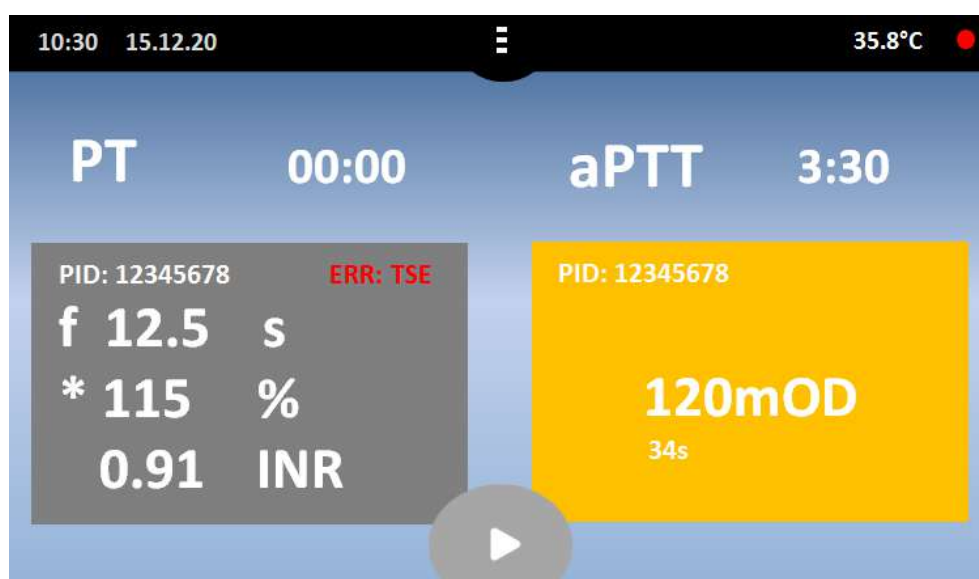 10:30 15.12.20 35.8°C
PT 00:00 aPTT 3:30
PID: 12345678 ERR: TSE
f 12.5 s
* 115 %
0.91 INR
PID: 12345678
120mOD
34s